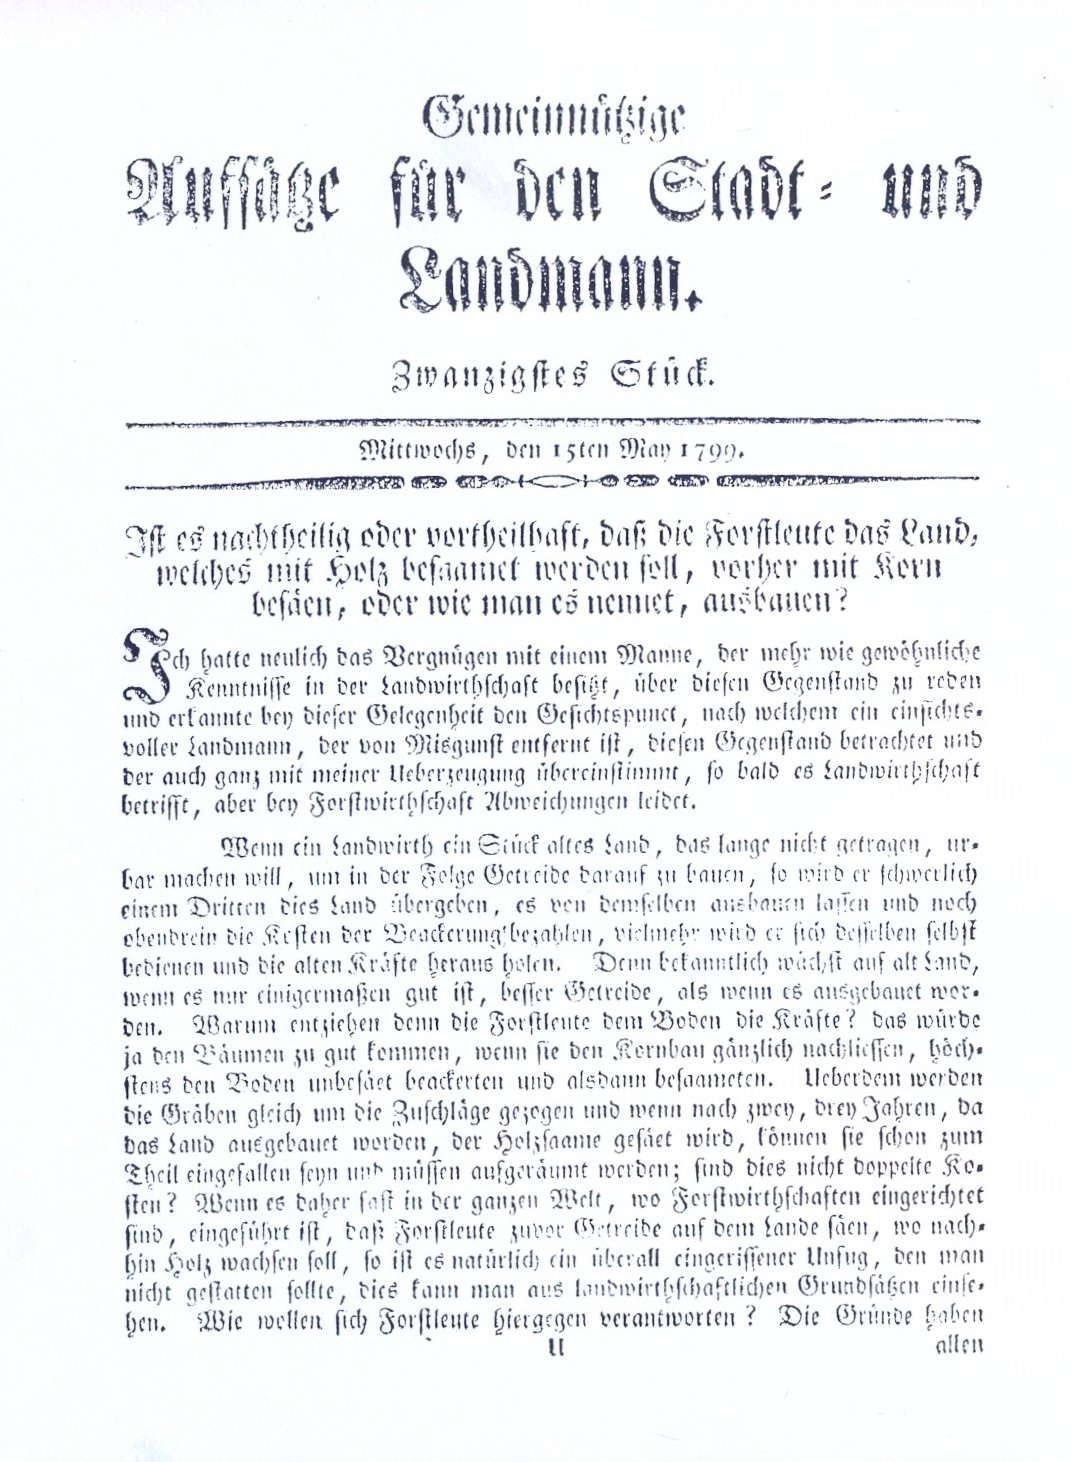 Gemeinnützige
Aufsätze für den Stadt- und
Landmann.
Zwanzigstes Stück.
Mittwochs, den 15ten May 1799.
Ist es nachtheilig oder vortheilhaft, daß die Forstleute das Land,
welches mit Holz besaamet werden soll, vorher mit Korn
besäen, oder wie man es nennet, ausbauen?
Ich hatte neulich das Vergnügen mit einem Manne, der mehr wie gewöhnliche
Kenntnisse in der Landwirthschaft besitzt, über diesen Gegenstand zu reden
und erkannte bey dieser Gelegenheit den Gesichtspunct, nach welchem ein einsichts-
voller Landmann, der von Misgunst entfernt ist, diesen Gegenstand betrachtet und
der auch ganz mit meiner Ueberzeugung übereinstimmt, so bald es Landwirthschaft
betrifft, aber bey Forstwirthschaft Abweichungen leidet.
Wenn ein Landwirth ein Stück altes Land, das lange nicht getragen, ur-
bar machen will, um in der Folge Getreide darauf zu bauen, so wird er schwerlich
einem Dritten dies Land übergeben, es von demselben ausbauen lassen und noch
obendrein die Kosten der Beackerung bezahlen, vielmehr wird er sich desselben selbst
bedienen und die alten Kräfte heraus holen. Denn bekanntlich wächst auf alt Land,
wenn es nur einigermaßen gut ist, besser Getreide, als wenn es ausgebauet wor-
den. Warum entziehen denn die Forstleute dem Boden die Kräfte? das würde
ja den Bäumen zu gut kommen, wenn sie den Kornbau gänzlich nachliessen, höch-
stens den Boden unbesäet beackerten und alsdann besaameten. Ueberdem werden
die Gräben gleich um die Zuschläge gezogen und wenn nach zwey, drey Jahren, da
das Land ausgebauet worden, der Holzsaame gesäet wird, können sie schon zum
Theil eingefallen seyn und müssen aufgeräumt werden; sind dies nicht doppelte Ko-
sten? Wenn es daher fast in der ganzen Welt, wo Forstwirthschaften eingerichtet
sind, eingeführt ist, daß Forstleute zuvor Getreide auf dem Lande säen, wo nach-
hin Holz wachsen soll, so ist es natürlich ein überall eingerissener Unfug, den man
nicht gestatten sollte, dies kann man aus landwirthschaftlichen Grundsätzen einse-
hen. Wie wollen sich Forstleute hiergegen verantworten? Die Gründe haben
U allen